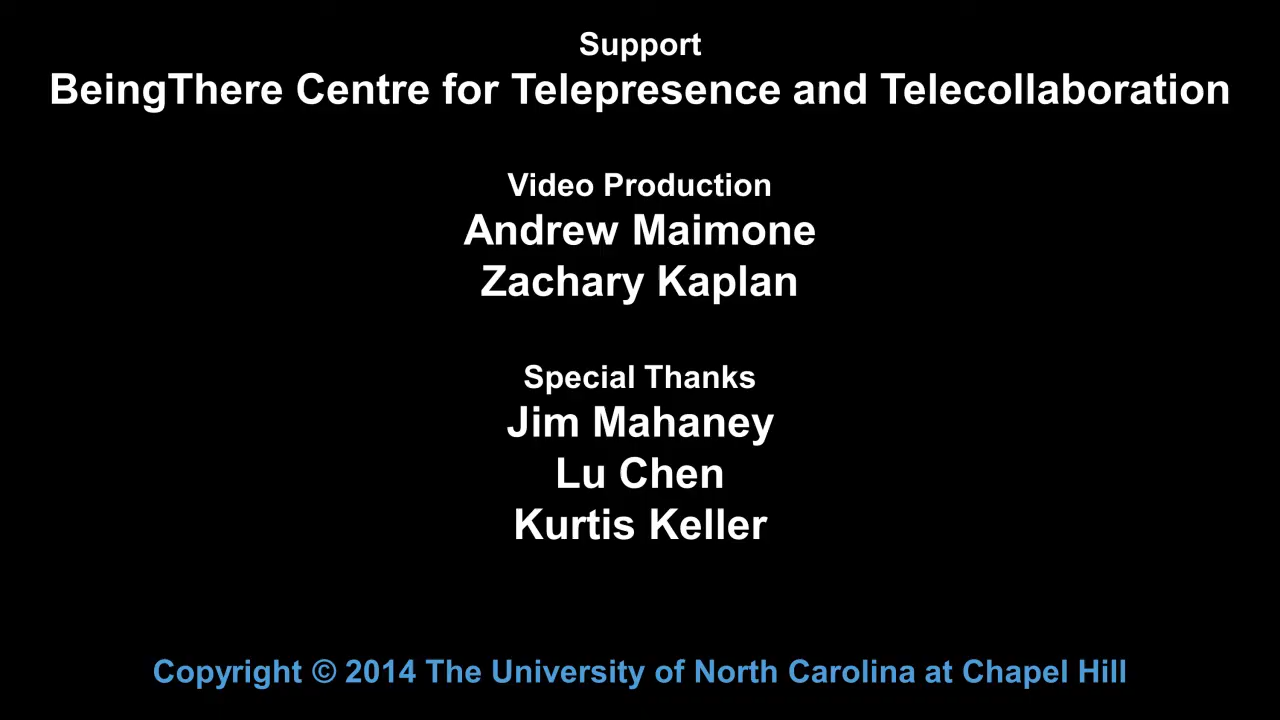 Support
BeingThere Centre for Telepresence and Telecollaboration
Video Production
Andrew Maimone
Zachary Kaplan
Special Thanks
Jim Mahaney
Lu Chen
Kurtis Keller
Copyright © 2014 The University of North Carolina at Chapel Hill